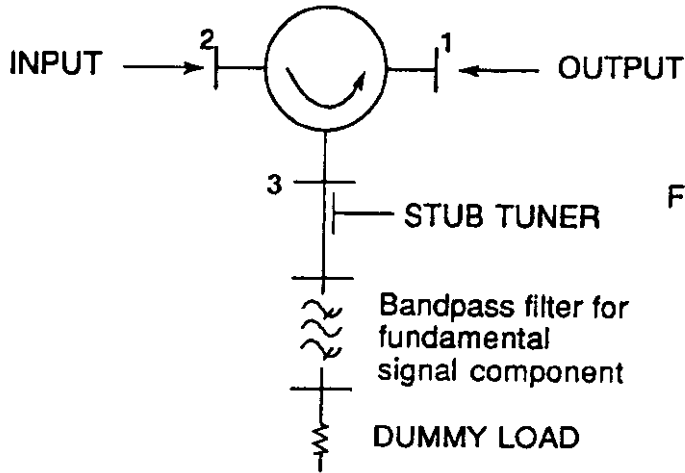 2
1
INPUT
OUTPUT
3
F
STUB TUNER
Bandpass filter for
fundamental
signal component
DUMMY LOAD